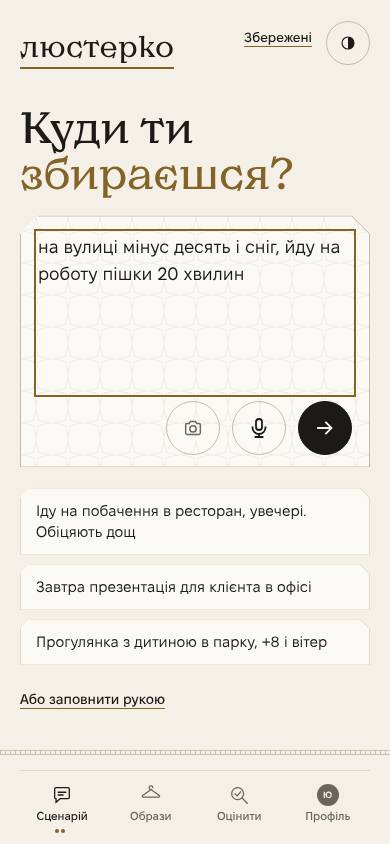 люстерко
Збережені
Куди ти
збираєшся?
на вулиці мінус десять і сніг, йду на
роботу пішки 20 хвилин
Іду на побачення в ресторан, увечері.
Обіцяють дощ
Завтра презентація для клієнта в офісі
Прогулянка з дитиною в парку, +8 і вітер
Або заповнити рукою
Сценарій
Образи
Оцінити
Ю
Профіль